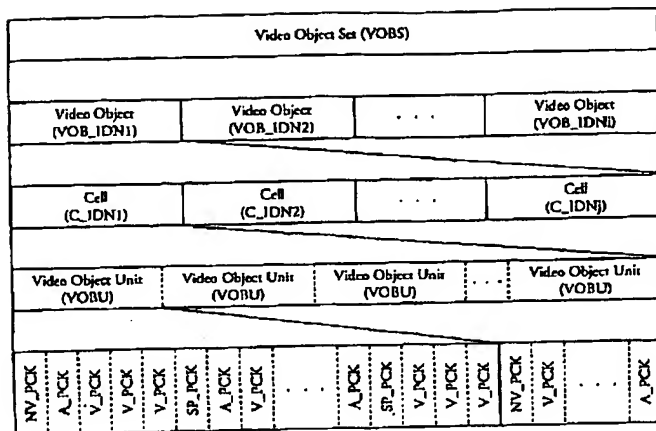 Video Object Set (VOBS)
Video Object
(VOB_IDN1)
Video Object
(VOB_IDN2)
. . .
Video Object
(VOB_IDNi)
Cell
(C_IDN1)
Cell
(C_IDN2)
. . .
Cell
(C_IDNj)
Video Object Unit
(VOBU)
Video Object Unit
(VOBU)
Video Object Unit
(VOBU)
. . .
Video Object Unit
(VOBU)
NV_PCK
A_PCK
V_PCK
V_PCK
V_PCK
SP_PCK
A_PCK
V_PCK
. . . .
A_PCK
SP_PCK
V_PCK
V_PCK
V_PCK
NV_PCK
V_PCK
. . . .
A_PCK